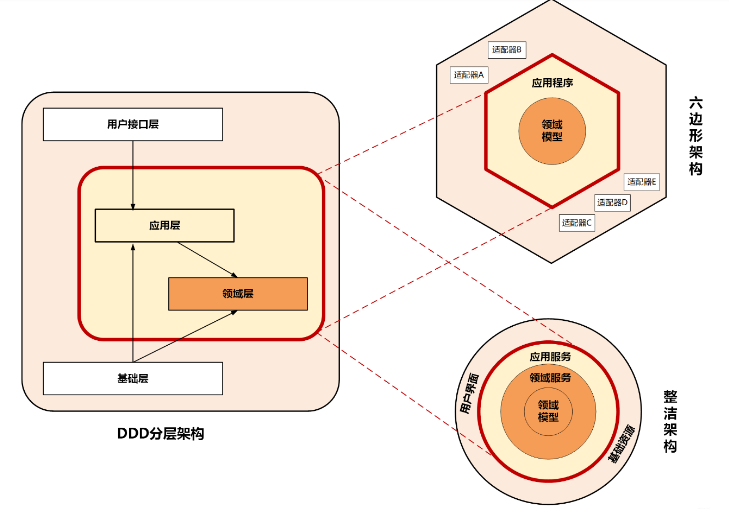 用户接口层
应用层
领域层
基础层
DDD分层架构
适配器B
适配器A
应用程序
领域
模型
适配器E
适配器D
适配器C
六边形架构
应用服务
领域服务
领域
模型
用户界面
基础资源
整洁架构